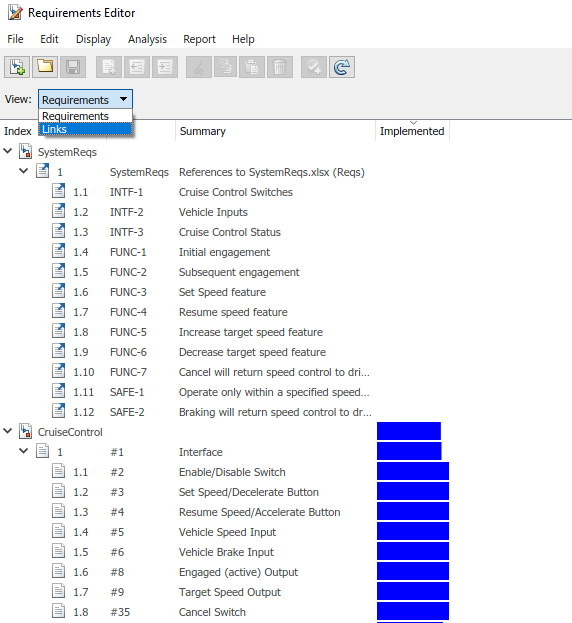 Requirements Editor
File Edit Display Analysis Report Help
View: Requirements
Requirements
Links
Index Summary Implemented
SystemReqs
1 SystemReqs References to SystemReqs.xlsx (Reqs)
1.1 INTF-1 Cruise Control Switches
1.2 INTF-2 Vehicle Inputs
1.3 INTF-3 Cruise Control Status
1.4 FUNC-1 Initial engagement
1.5 FUNC-2 Subsequent engagement
1.6 FUNC-3 Set Speed feature
1.7 FUNC-4 Resume speed feature
1.8 FUNC-5 Increase target speed feature
1.9 FUNC-6 Decrease target speed feature
1.10 FUNC-7 Cancel will return speed control to dri...
1.11 SAFE-1 Operate only within a specified speed...
1.12 SAFE-2 Braking will return speed control to dr...
CruiseControl
1 #1 Interface
1.1 #2 Enable/Disable Switch
1.2 #3 Set Speed/Decelerate Button
1.3 #4 Resume Speed/Accelerate Button
1.4 #5 Vehicle Speed Input
1.5 #6 Vehicle Brake Input
1.6 #8 Engaged (active) Output
1.7 #9 Target Speed Output
1.8 #35 Cancel Switch